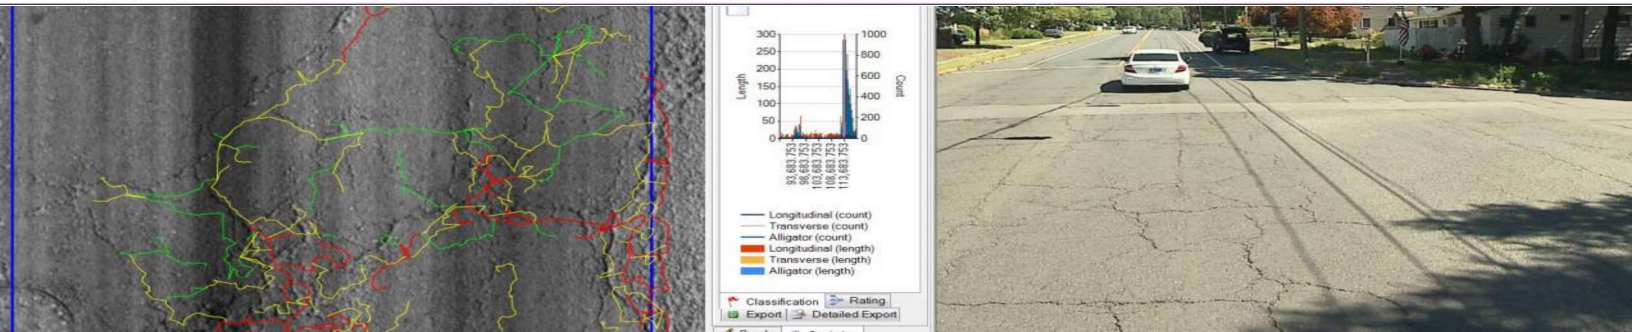 300
250
200
150
100
50
0
1000
800
600
400
200
0
Length
Count
93,683.753
98,683.753
103,683.753
108,683.753
113,683.753
Longitudinal (count)
Transverse (count)
Alligator (count)
Longitudinal (length)
Transverse (length)
Alligator (length)
Classification Rating
Export Detailed Export